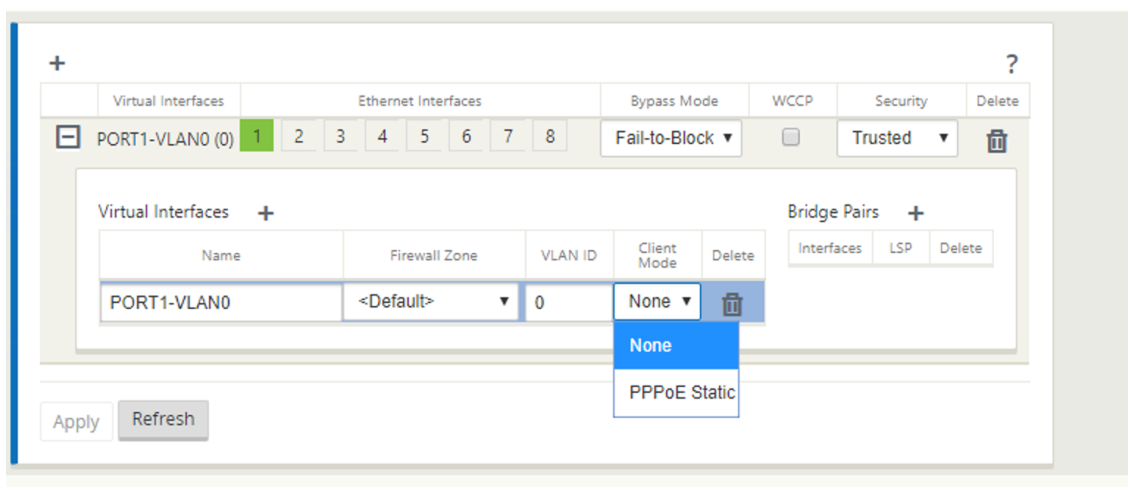 + ?
Virtual Interfaces Ethernet Interfaces Bypass Mode WCCP Security Delete
PORT1-VLAN0 (0) 1 2 3 4 5 6 7 8 Fail-to-Block Trusted
Virtual Interfaces + Bridge Pairs +
Name Firewall Zone VLAN ID Client Mode Delete Interfaces LSP Delete
PORT1-VLAN0 <Default> 0 None
None
PPPoE Static
Apply Refresh